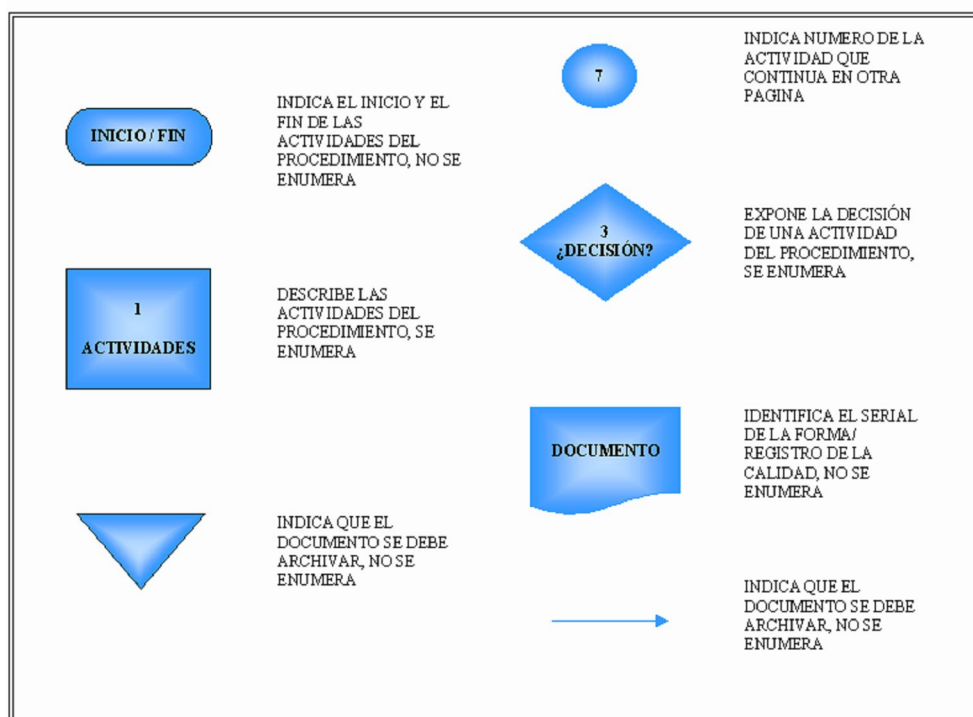 INICIO / FIN
INDICA EL INICIO Y EL
FIN DE LAS
ACTIVIDADES DEL
PROCEDIMIENTO, NO SE
ENUMERA
1
ACTIVIDADES
DESCRIBE LAS
ACTIVIDADES DEL
PROCEDIMIENTO, SE
ENUMERA
INDICA QUE EL
DOCUMENTO SE DEBE
ARCHIVAR, NO SE
ENUMERA
7
INDICA NUMERO DE LA
ACTIVIDAD QUE
CONTINUA EN OTRA
PAGINA
3
¿DECISIÓN?
EXPONE LA DECISIÓN
DE UNA ACTIVIDAD
DEL PROCEDIMIENTO,
SE ENUMERA
DOCUMENTO
IDENTIFICA EL SERIAL
DE LA FORMA/
REGISTRO DE LA
CALIDAD, NO SE
ENUMERA
INDICA QUE EL
DOCUMENTO SE DEBE
ARCHIVAR, NO SE
ENUMERA